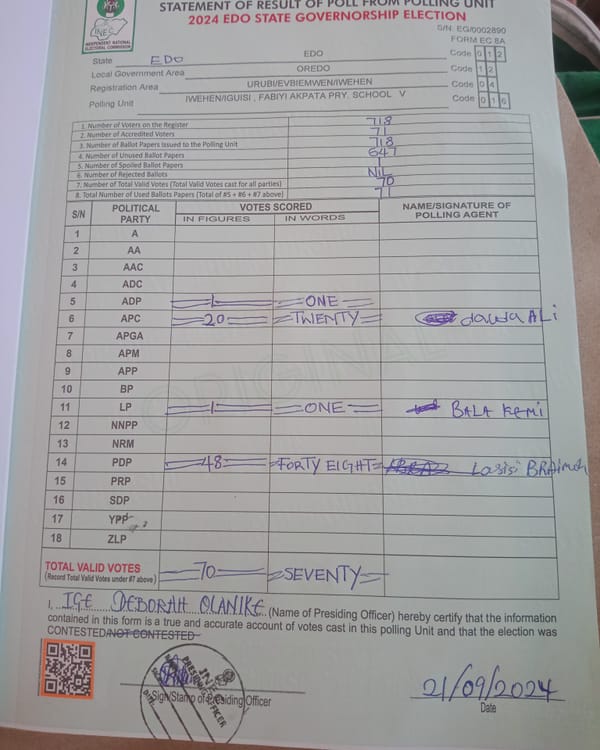 STATEMENT OF RESULT OF POLL FROM POLLING UNIT
2024 EDO STATE GOVERNORSHIP ELECTION
INEC
INDEPENDENT NATIONAL ELECTORAL COMMISSION
S/N: EG/0002890
FORM EC 8A
State EDO EDO Code 0 1 2
Local Government Area OREDO Code 1 2
Registration Area URUBI/EVBIEMWEN/IWEHEN Code 0 4
Polling Unit IWEHEN/IGUISI , FABIYI AKPATA PRY. SCHOOL V Code 0 1 6
1. Number of Voters on the Register 718
2. Number of Accredited Voters 71
3. Number of Ballot Papers Issued to the Polling Unit 718
4. Number of Unused Ballot Papers 647
5. Number of Spoiled Ballot Papers 1
6. Number of Rejected Ballots NIL
7. Number of Total Valid Votes (Total Valid Votes cast for all parties) 70
8. Total Number of Used Ballots Papers (Total of #5 + #6 + #7 above) 71
S/N POLITICAL PARTY VOTES SCORED NAME/SIGNATURE OF POLLING AGENT
IN FIGURES IN WORDS
1 A
2 AA
3 AAC
4 ADC
5 ADP 1 ONE
6 APC 20 TWENTY dawda ALi
7 APGA
8 APM
9 APP
10 BP
11 LP 1 ONE BALA Kemi
12 NNPP
13 NRM
14 PDP 48 FORTY EIGHT Lasisi BRAimoh
15 PRP
16 SDP
17 YPP
18 ZLP
ORIGINAL
TOTAL VALID VOTES 70 SEVENTY
(Record Total Valid Votes under #7 above)
I, IGE DEBORAH OLANIKE (Name of Presiding Officer) hereby certify that the information
contained in this form is a true and accurate account of votes cast in this polling Unit and that the election was
CONTESTED/NOT CONTESTED
INEC
PRESIDING OFFICER
DATE
Sign/Stamp of Presiding Officer
21/09/2024
Date